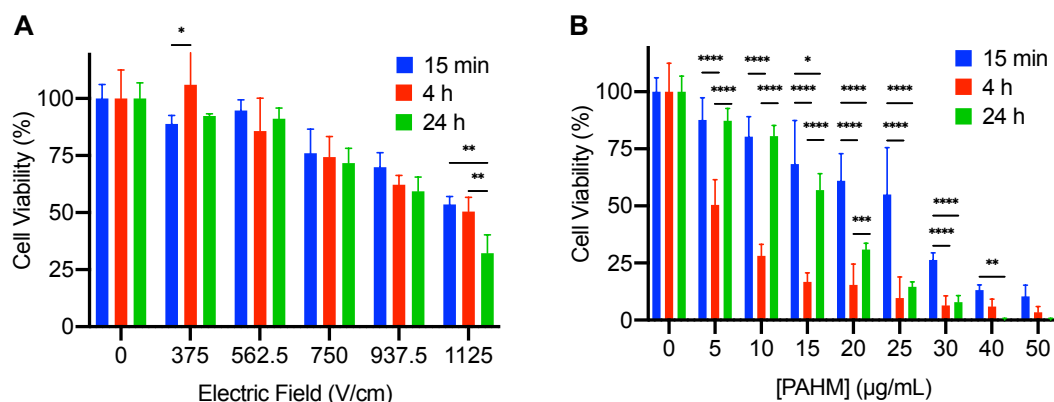 A
Cell Viability (%)
100
75
50
25
0
*
**
**
15 min
4 h
24 h
0 375 562.5 750 937.5 1125
Electric Field (V/cm)
B
Cell Viability (%)
100
75
50
25
0
**** **** * **** ****
**** **** **** **** **** ****
**** ***
****
****
**
15 min
4 h
24 h
0 5 10 15 20 25 30 40 50
[PAHM] (μg/mL)